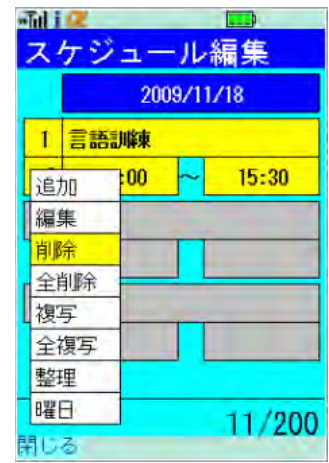 スケジュール編集
2009/11/18
1 言語訓練
:00 ～ 15:30
追加
編集
削除
全削除
複写
全複写
整理
曜日
11/200
閉じる